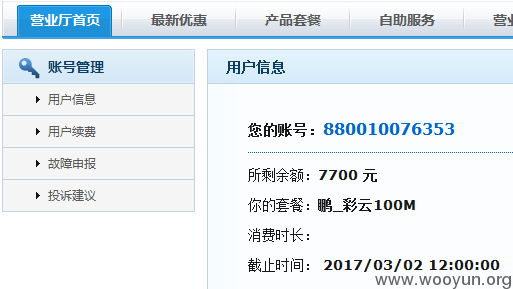 营业厅首页 最新优惠 产品套餐 自助服务 营业
账号管理
用户信息
用户续费
故障申报
投诉建议
用户信息
您的账号：880010076353
所剩余额：7700 元
你的套餐：鹏_彩云100M
消费时长：
截止时间： 2017/03/02 12:00:00
www.wooyun.org